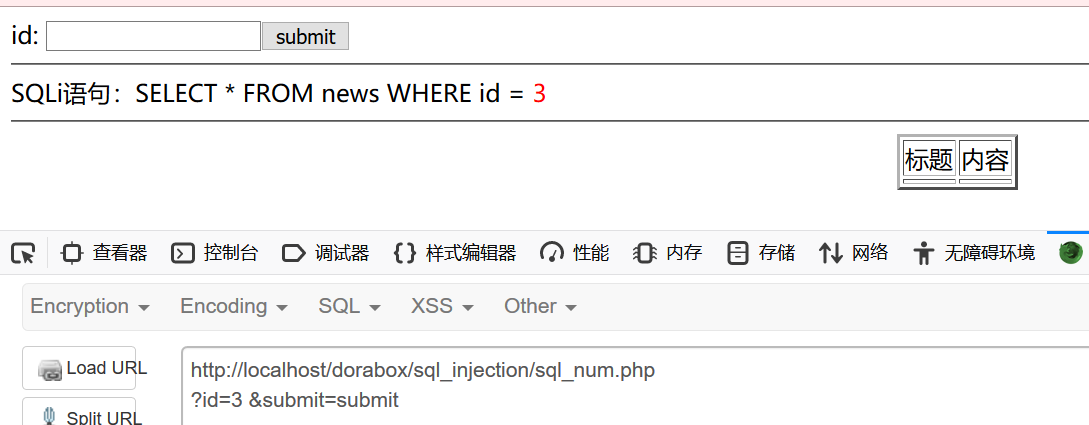 id: submit
SQLi语句：SELECT * FROM news WHERE id = 3
标题 内容
查看器 控制台 调试器 样式编辑器 性能 内存 存储 网络 无障碍环境
Encryption Encoding SQL XSS Other
Load URL http://localhost/dorabox/sql_injection/sql_num.php
?id=3 &submit=submit
Split URL